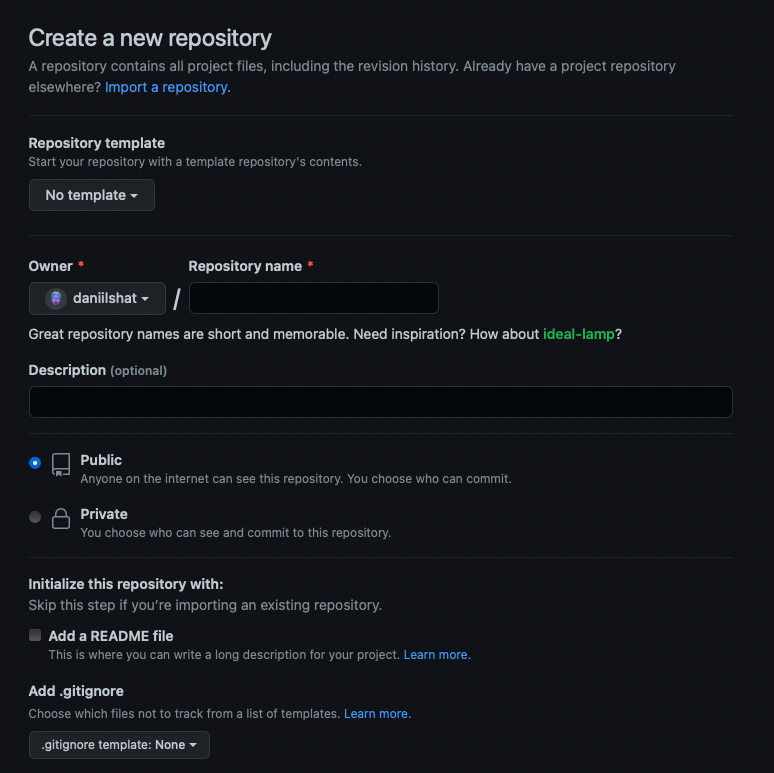 Create a new repository
A repository contains all project files, including the revision history. Already have a project repository
elsewhere? Import a repository.
Repository template
Start your repository with a template repository's contents.
No template
Owner * Repository name *
daniilshat /
Great repository names are short and memorable. Need inspiration? How about ideal-lamp?
Description (optional)
Public
Anyone on the internet can see this repository. You choose who can commit.
Private
You choose who can see and commit to this repository.
Initialize this repository with:
Skip this step if you’re importing an existing repository.
Add a README file
This is where you can write a long description for your project. Learn more.
Add .gitignore
Choose which files not to track from a list of templates. Learn more.
.gitignore template: None